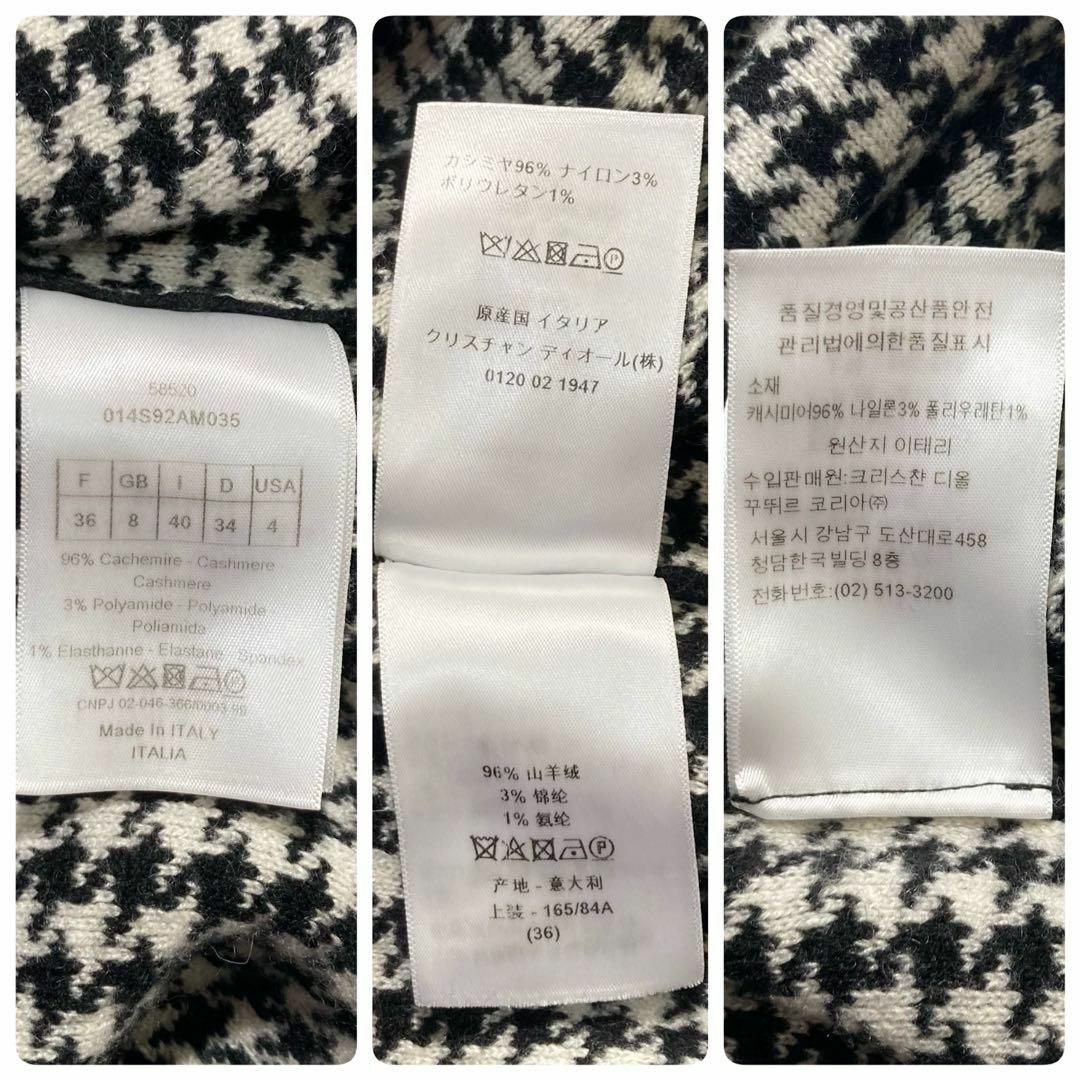 58520
014S92AM035
F GB I D USA
36 8 40 34 4
96% Cachemire - Cashmere
Cashmere
3% Polyamide - Polyamide
Poliamida
1% Elasthanne - Elastane - Spandex
CNPJ 02-046-366/0003-99
Made In ITALY
ITALIA
カシミヤ96% ナイロン3%
ポリウレタン1%
P
原産国 イタリア
クリスチャン ディオール(株)
0120 02 1947
96% 山羊绒
3% 锦纶
1% 氨纶
P
产地 - 意大利
上装 - 165/84A
(36)
품질경영및공산품안전
관리법에의한품질표시
소재
캐시미어96% 나일론3% 폴리우레탄1%
원산지 이태리
수입판매원:크리스챤 디올
꾸뛰르 코리아㈜
서울시 강남구 도산대로458
청담한국빌딩 8층
전화번호:(02) 513-3200